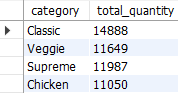 category total_quantity
Classic 14888
Veggie 11649
Supreme 11987
Chicken 11050